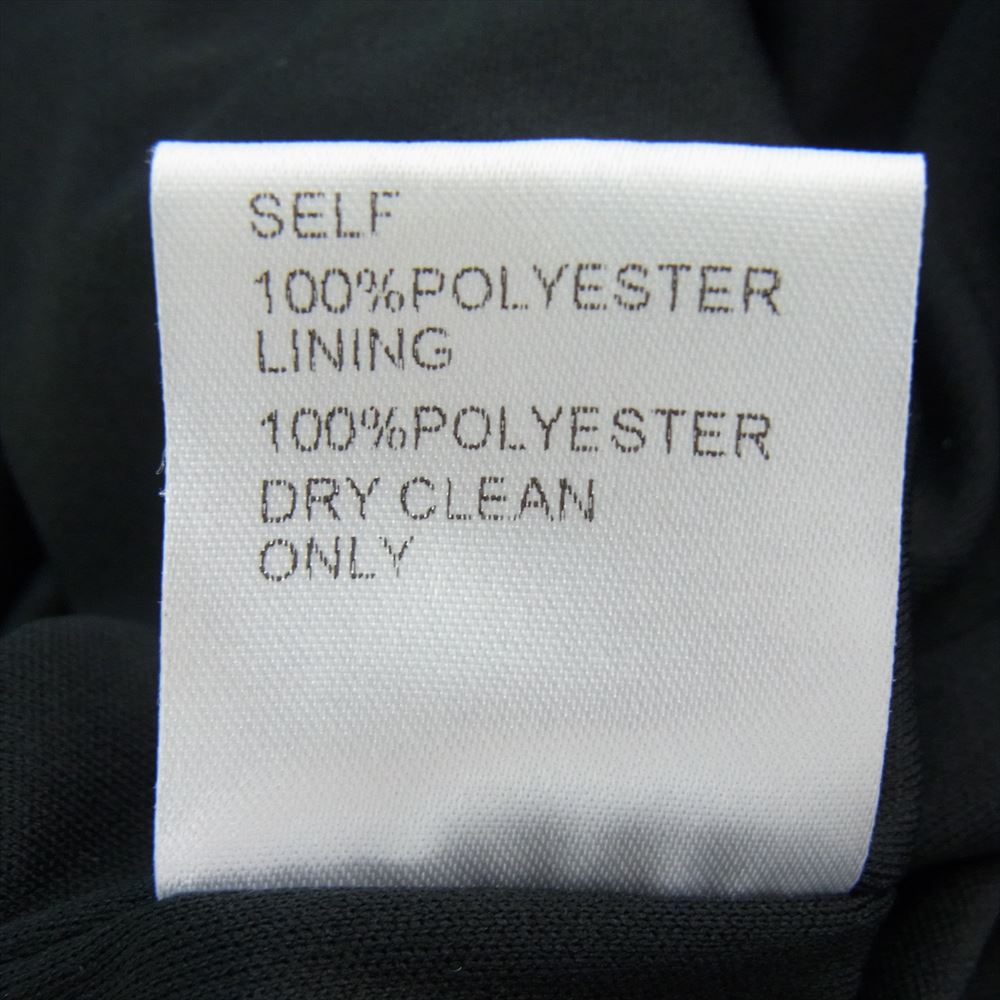 SELF
100%POLYESTER
LINING
100%POLYESTER
DRY CLEAN
ONLY